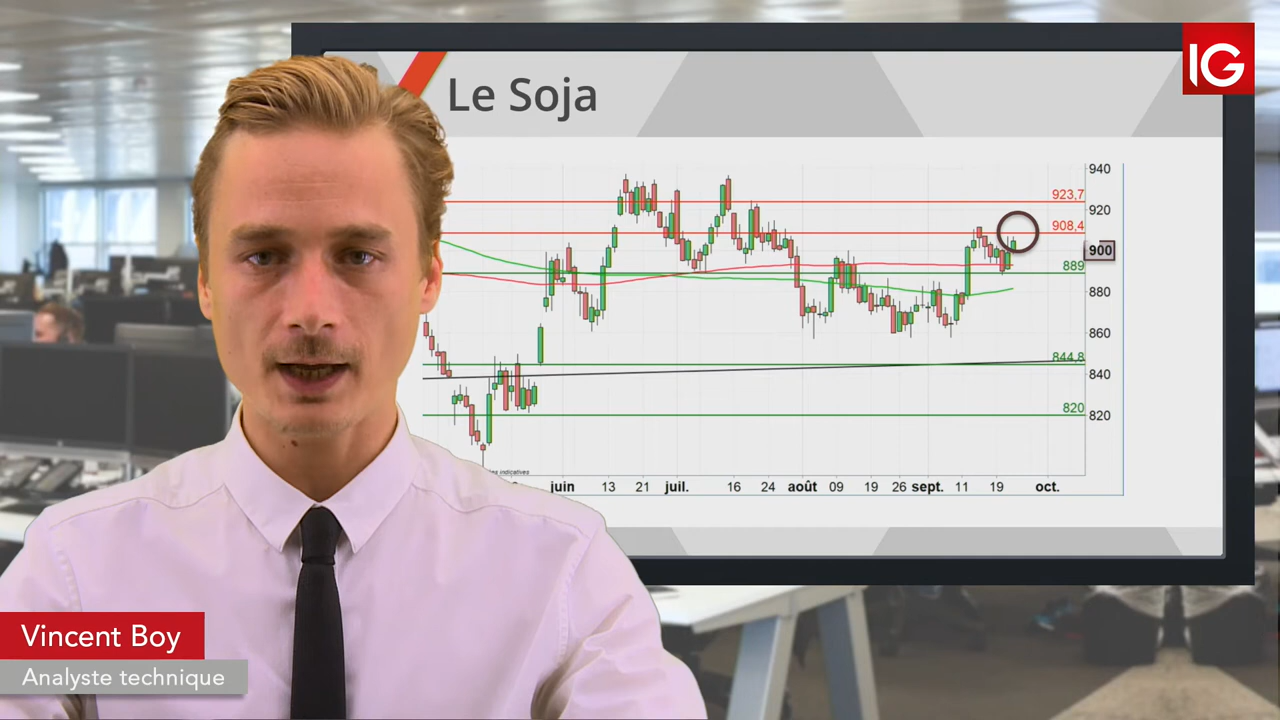 IG
Le Soja
940
923,7
920
908,4
900
889
880
860
844,8
840
820
820
indicatives
juin 13 21 juil. 16 24 août 09 19 26 sept. 11 19 oct.
Vincent Boy
Analyste technique